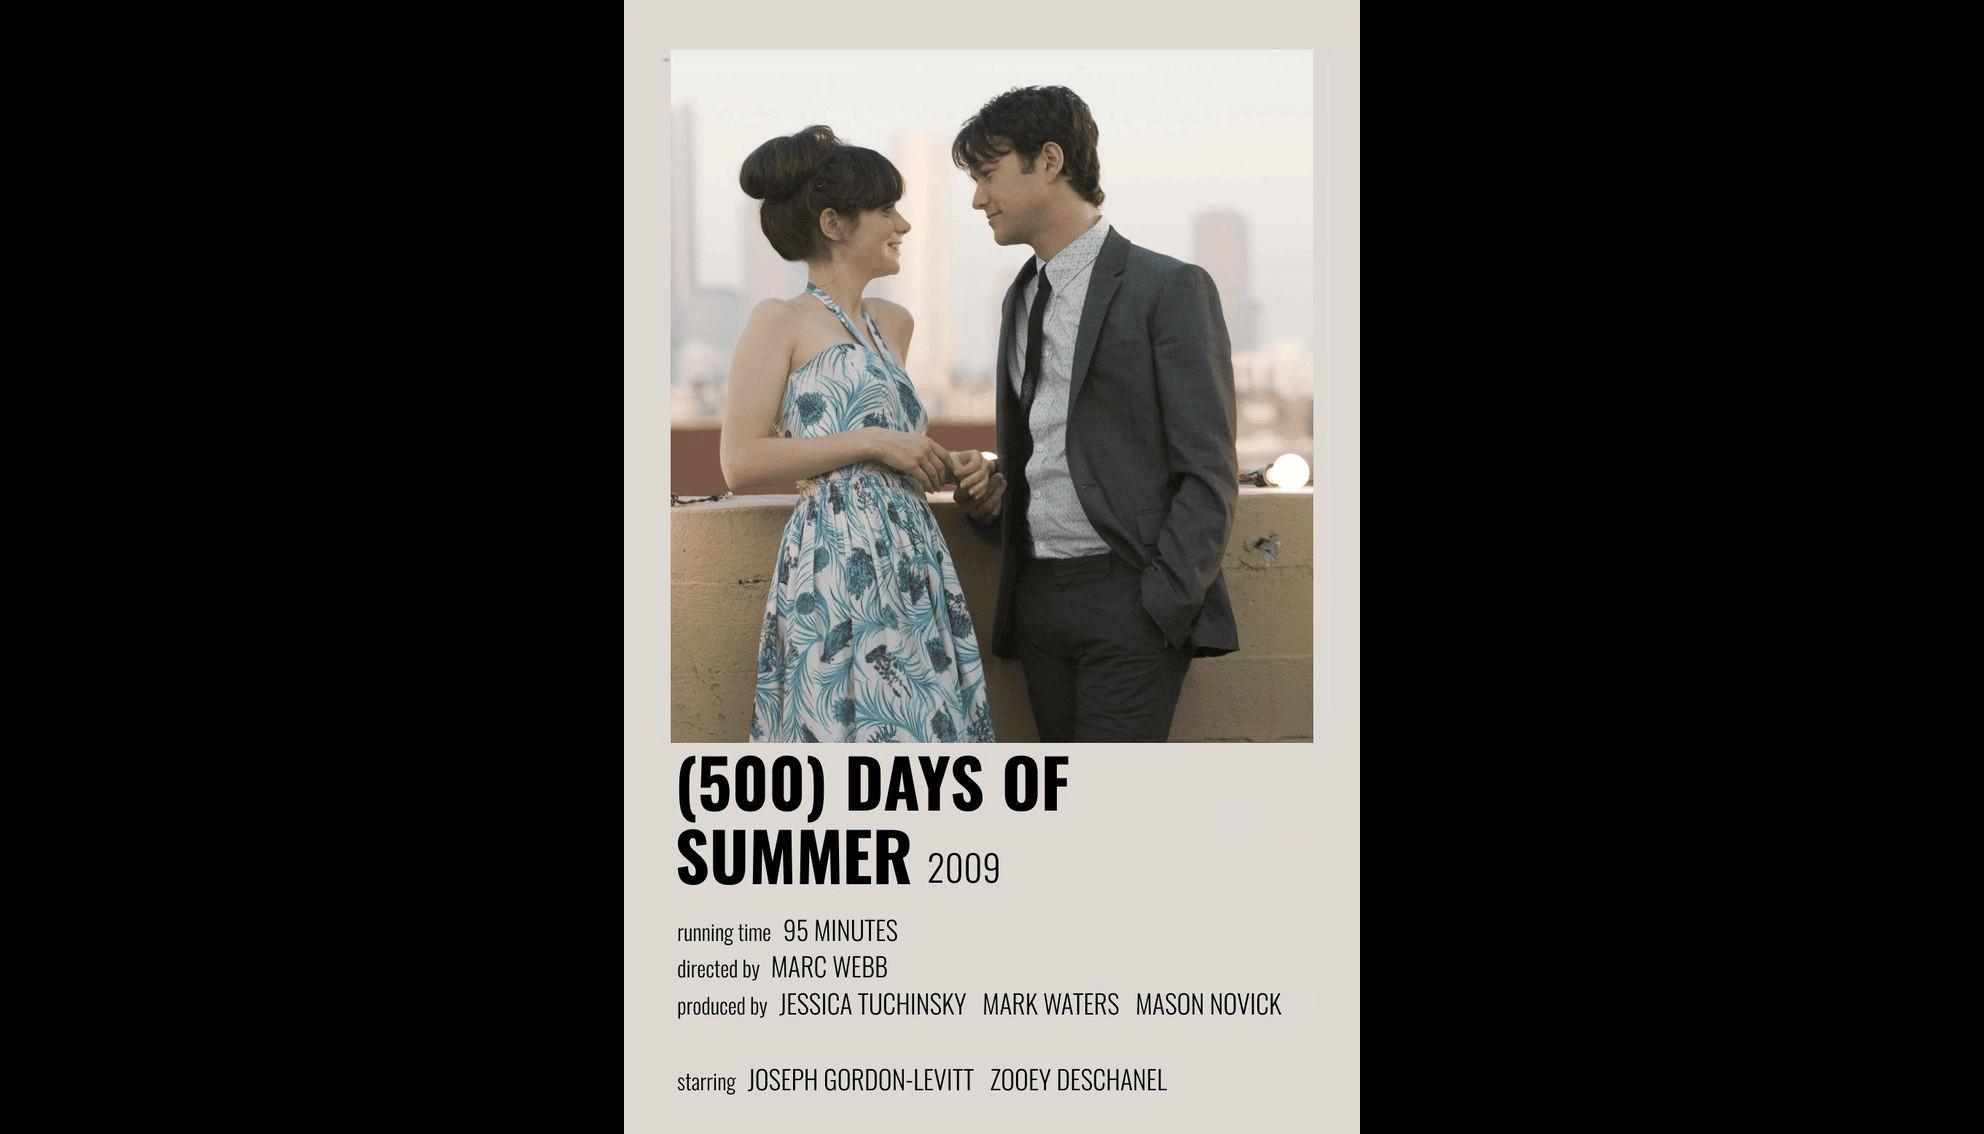 (500) DAYS OF
SUMMER 2009
running time 95 MINUTES
directed by MARC WEBB
produced by JESSICA TUCHINSKY MARK WATERS MASON NOVICK
starring JOSEPH GORDON-LEVITT ZOOEY DESCHANEL